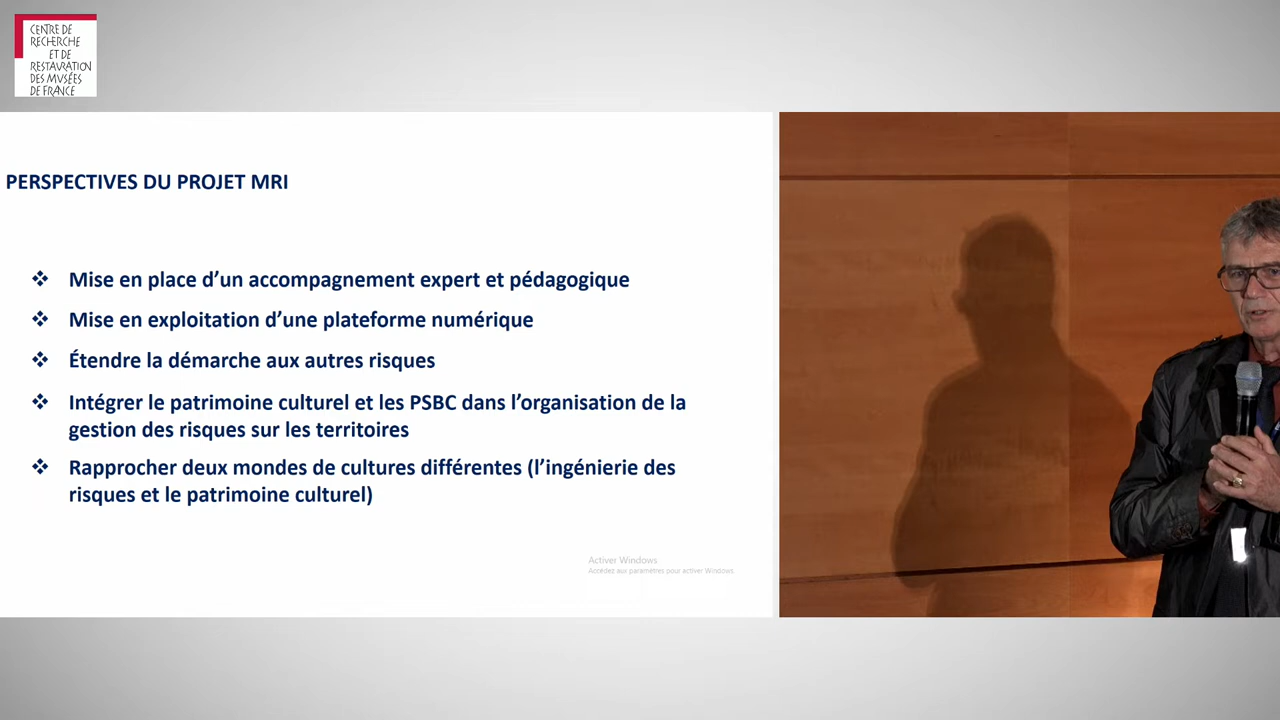 CENTRE DE
RECHERCHE
ET DE
RESTAURATION
DES MUSÉES
DE FRANCE
PERSPECTIVES DU PROJET MRI
❖ Mise en place d’un accompagnement expert et pédagogique
❖ Mise en exploitation d’une plateforme numérique
❖ Étendre la démarche aux autres risques
❖ Intégrer le patrimoine culturel et les PSBC dans l’organisation de la
gestion des risques sur les territoires
❖ Rapprocher deux mondes de cultures différentes (l’ingénierie des
risques et le patrimoine culturel)
Activer Windows
Accédez aux paramètres pour activer Windows.